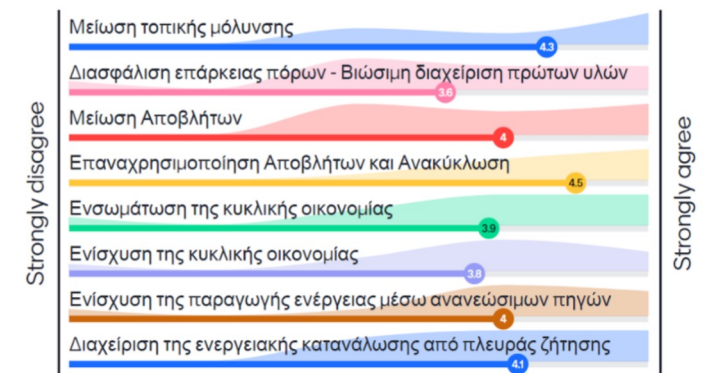 Strongly disagree
Μείωση τοπικής μόλυνσης
4.3
Διασφάλιση επάρκειας πόρων - Βιώσιμη διαχείριση πρώτων υλών
3.6
Μείωση Αποβλήτων
4
Επαναχρησιμοποίηση Αποβλήτων και Ανακύκλωση
4.5
Ενσωμάτωση της κυκλικής οικονομίας
3.9
Ενίσχυση της κυκλικής οικονομίας
3.8
Ενίσχυση της παραγωγής ενέργειας μέσω ανανεώσιμων πηγών
4
Διαχείριση της ενεργειακής κατανάλωσης από πλευράς ζήτησης
4.1
Strongly agree